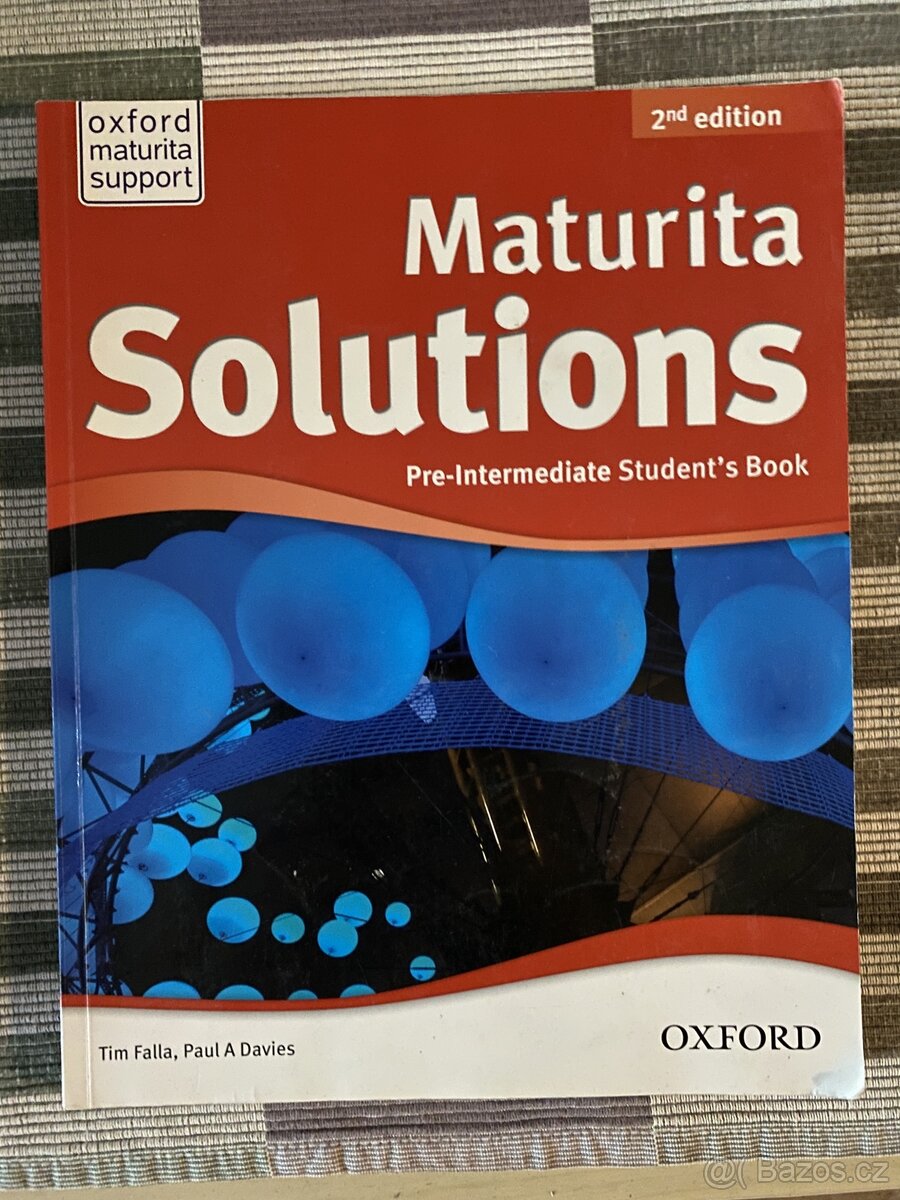 oxford
maturita
support
2nd edition
Maturita
Solutions
Pre-Intermediate Student's Book
Tim Falla, Paul A Davies
OXFORD
@( Bazos.cz